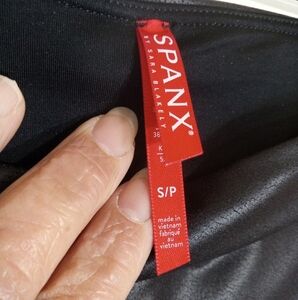 SPANX®
BY SARA BLAKELY
S/P
made in
vietnam
fabriqué
au
vietnam